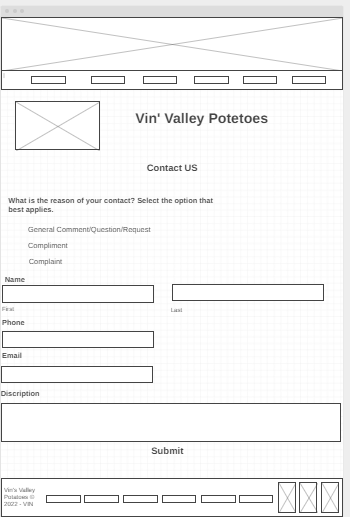 Vin' Valley Potetoes
Contact US
What is the reason of your contact? Select the option that
best applies.
General Comment/Question/Request
Compliment
Complaint
Name
First
Last
Phone
Email
Discription
Submit
Vin's Valley
Potatoes ©
2022 - VIN